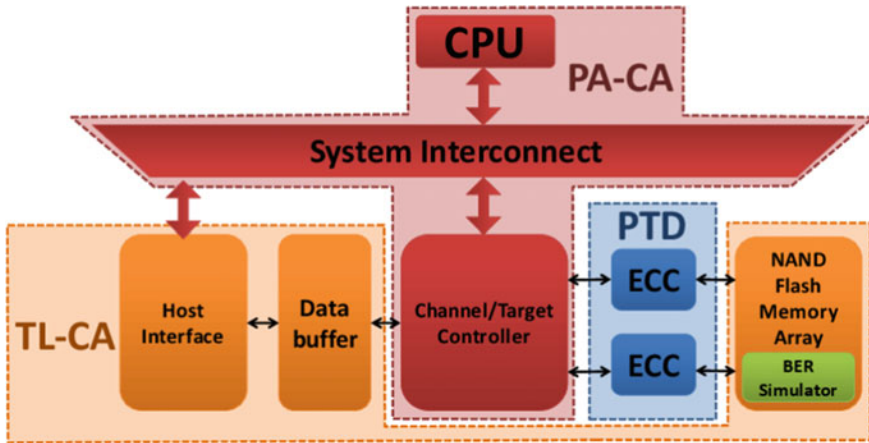 CPU
PA-CA
System Interconnect
PTD
TL-CA
Host
Interface
Data
buffer
Channel/Target
Controller
ECC
ECC
NAND
Flash
Memory
Array
BER
Simulator